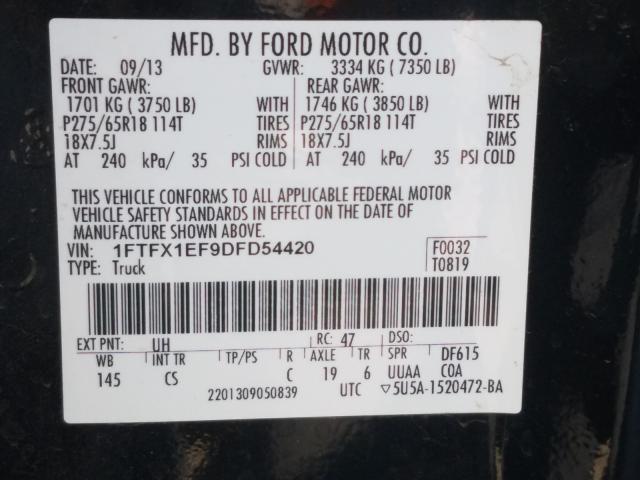 MFD. BY FORD MOTOR CO.
DATE: 09/13 GVWR: 3334 KG ( 7350 LB)
FRONT GAWR: REAR GAWR:
1701 KG ( 3750 LB) WITH 1746 KG ( 3850 LB) WITH
P275/65R18 114T TIRES P275/65R18 114T TIRES
18X7.5J RIMS 18X7.5J RIMS
AT 240 kPa/ 35 PSI COLD AT 240 kPa/ 35 PSI COLD
THIS VEHICLE CONFORMS TO ALL APPLICABLE FEDERAL MOTOR
VEHICLE SAFETY STANDARDS IN EFFECT ON THE DATE OF
MANUFACTURE SHOWN ABOVE.
VIN: 1FTFX1EF9DFD54420 F0032
TYPE: Truck T0819
EXT PNT: UH RC: 47 DSO:
WB INT TR TP/PS R AXLE TR SPR DF615
145 CS C 19 6 UUAA COA
2201309050839 UTC ▽5U5A-1520472-BA